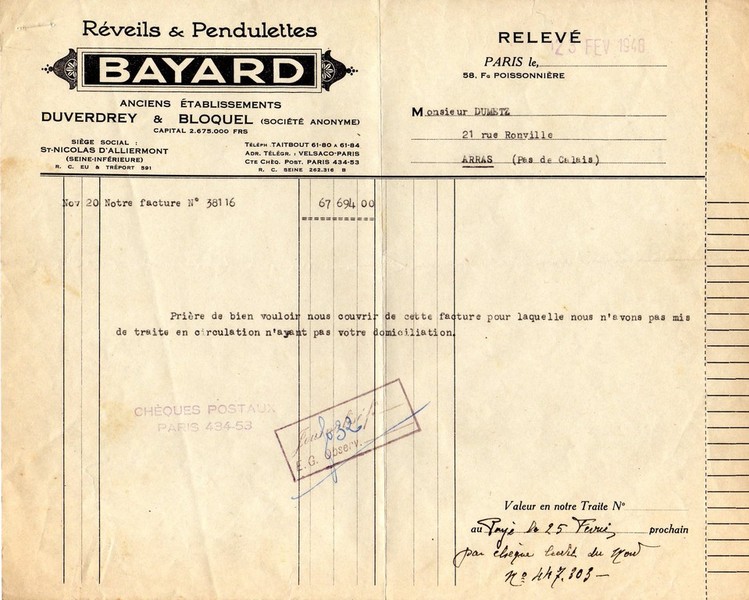 Réveils & Pendulettes
BAYARD
ANCIENS ÉTABLISSEMENTS
DUVERDREY & BLOQUEL (SOCIÉTÉ ANONYME)
CAPITAL 2.675.000 FRS
SIÈGE SOCIAL :
ST-NICOLAS D'ALLIERMONT
(SEINE-INFÉRIEURE)
R. C. EU & TRÉPORT 591
TÉLÉPH. TAITBOUT 61-80 A 61-84
ADR. TÉLÉGR. : VELSACO-PARIS
CTE CHÈQ. POST. PARIS 434-53
R. C. SEINE 262.316 B
RELEVÉ
FEV
PARIS le,
58, Fg POISSONNIÈRE
Monsieur DUMETZ
21 rue Ronville
ARRAS (Pas de Calais)
Nov 20 Notre facture N° 38116 67 694 00
Prière de bien vouloir nous couvrir de cette facture pour laquelle nous n'avons pas mis
de traite en circulation n'ayant pas votre domiciliation.
CHÈQUES POSTAUX
PARIS 434-53
E.G. Observ.
Valeur en notre Traite N°
au Payé le 25 Février prochain
par chèque Crédit du Nord
N° 447.303 —